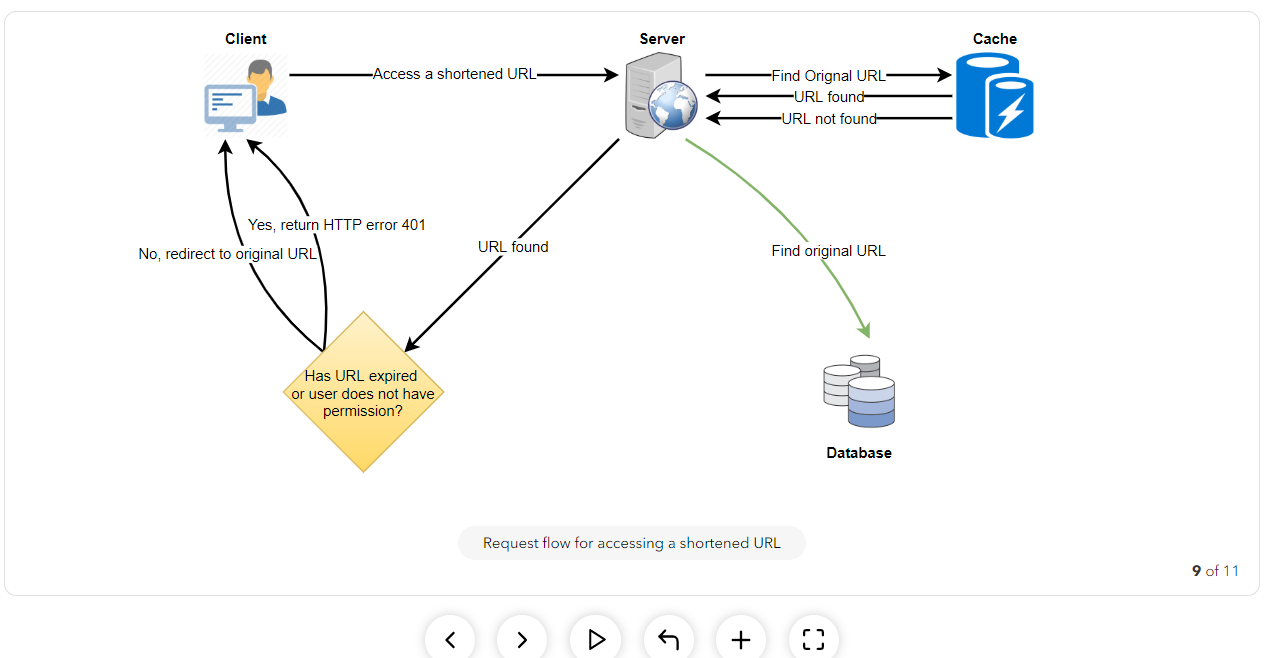 Client
Server
Cache
Access a shortened URL
Find Orignal URL
URL found
URL not found
Yes, return HTTP error 401
No, redirect to original URL
URL found
Find original URL
Has URL expired
or user does not have
permission?
Database
Request flow for accessing a shortened URL
9 of 11